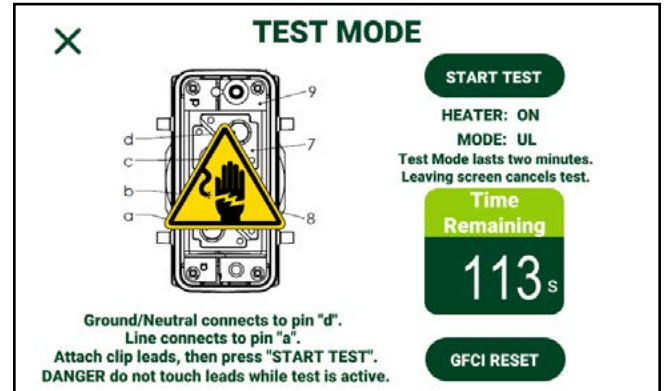 TEST MODE
START TEST
HEATER: ON
MODE: UL
Test Mode lasts two minutes.
Leaving screen cancels test.
Time
Remaining
113s
GFCI RESET
9
d
7
c
b
a
8
Ground/Neutral connects to pin "d".
Line connects to pin "a".
Attach clip leads, then press "START TEST".
DANGER do not touch leads while test is active.